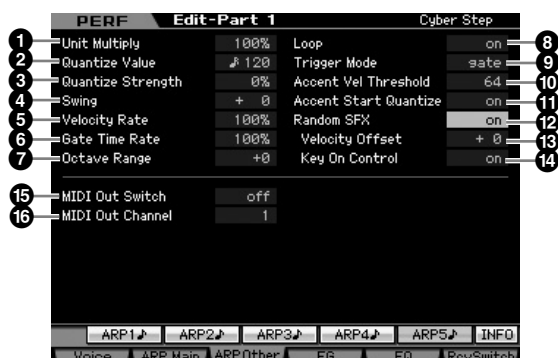 PERF Edit-Part 1 Cyber Step
1 Unit Multiply 100% Loop on 8
2 Quantize Value 120 Trigger Mode gate 9
3 Quantize Strength 0% Accent Vel Threshold 64 10
4 Swing + 0 Accent Start Quantize on 11
5 Velocity Rate 100% Random SFX on 12
6 Gate Time Rate 100% Velocity Offset + 0 13
7 Octave Range +0 Key On Control on 14
15 MIDI Out Switch off
16 MIDI Out Channel 1
ARP1♪ ARP2♪ ARP3♪ ARP4♪ ARP5♪ INFO
Voice ARP Main ARP Other EG EQ RcvSwitch